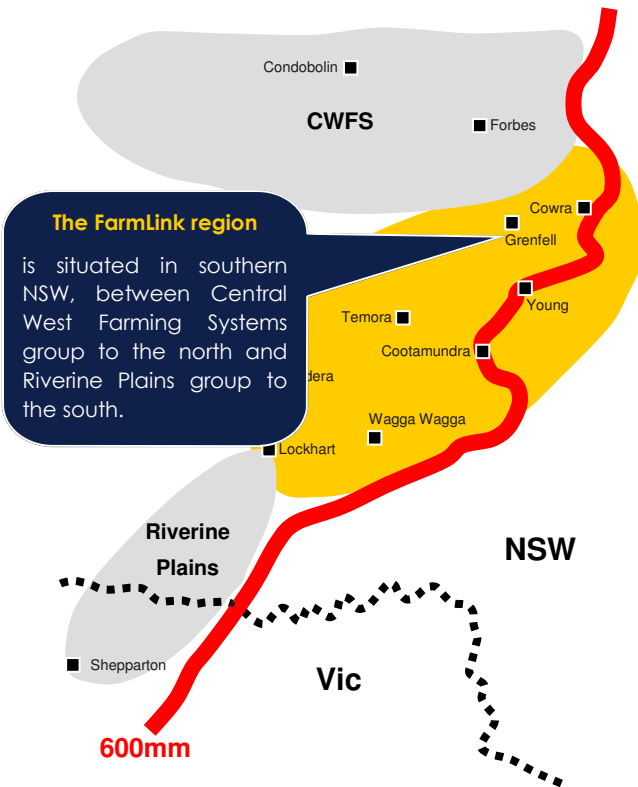 Condobolin
CWFS
Forbes
The FarmLink region
is situated in southern
NSW, between Central
West Farming Systems
group to the north and
Riverine Plains group to
the south.
Cowra
Grenfell
Young
Temora
Cootamundra
dera
Wagga Wagga
Lockhart
Riverine
Plains
NSW
Shepparton
Vic
600mm